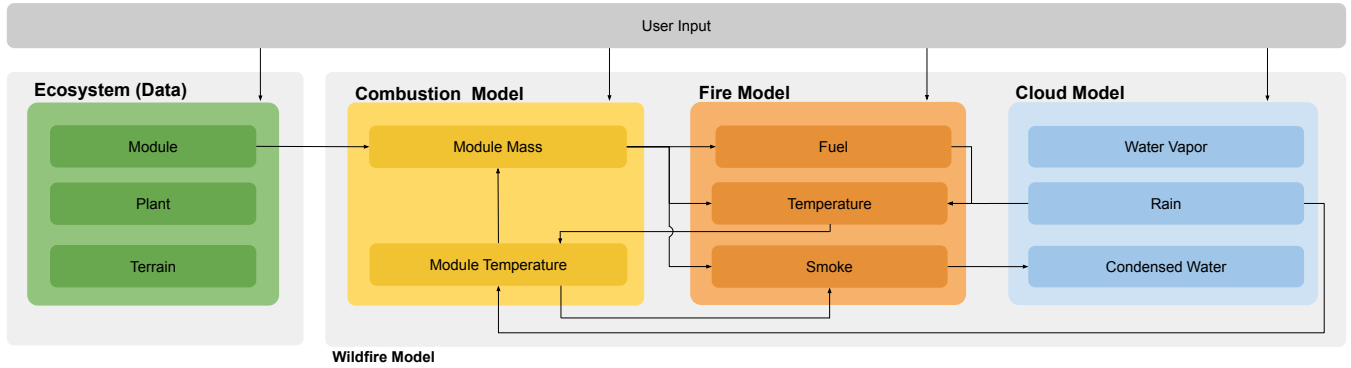 User Input
Ecosystem (Data)
Module
Plant
Terrain
Combustion Model
Module Mass
Module Temperature
Fire Model
Fuel
Temperature
Smoke
Cloud Model
Water Vapor
Rain
Condensed Water
Wildfire Model